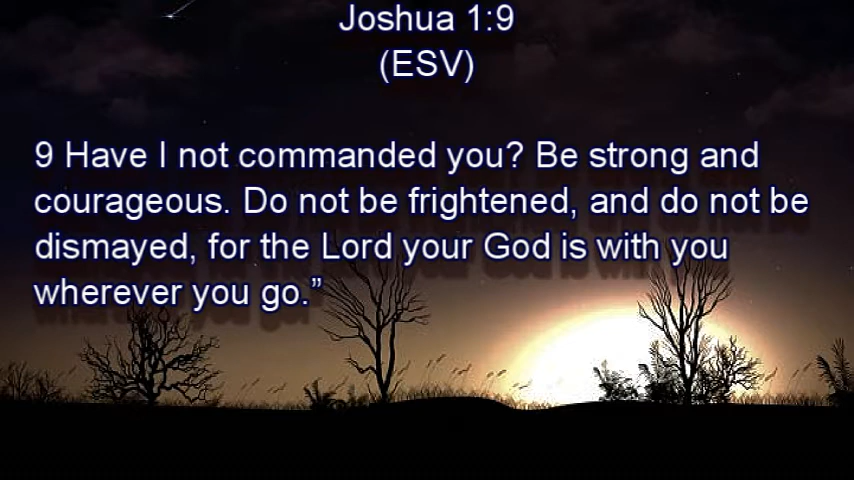 Joshua 1:9
(ESV)
9 Have I not commanded you? Be strong and
courageous. Do not be frightened, and do not be
dismayed, for the Lord your God is with you
wherever you go.”